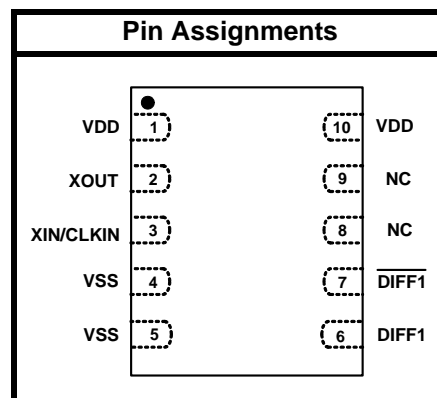 Pin Assignments
VDD 1 10 VDD
XOUT 2 9 NC
XIN/CLKIN 3 8 NC
VSS 4 7 DIFF1
VSS 5 6 DIFF1